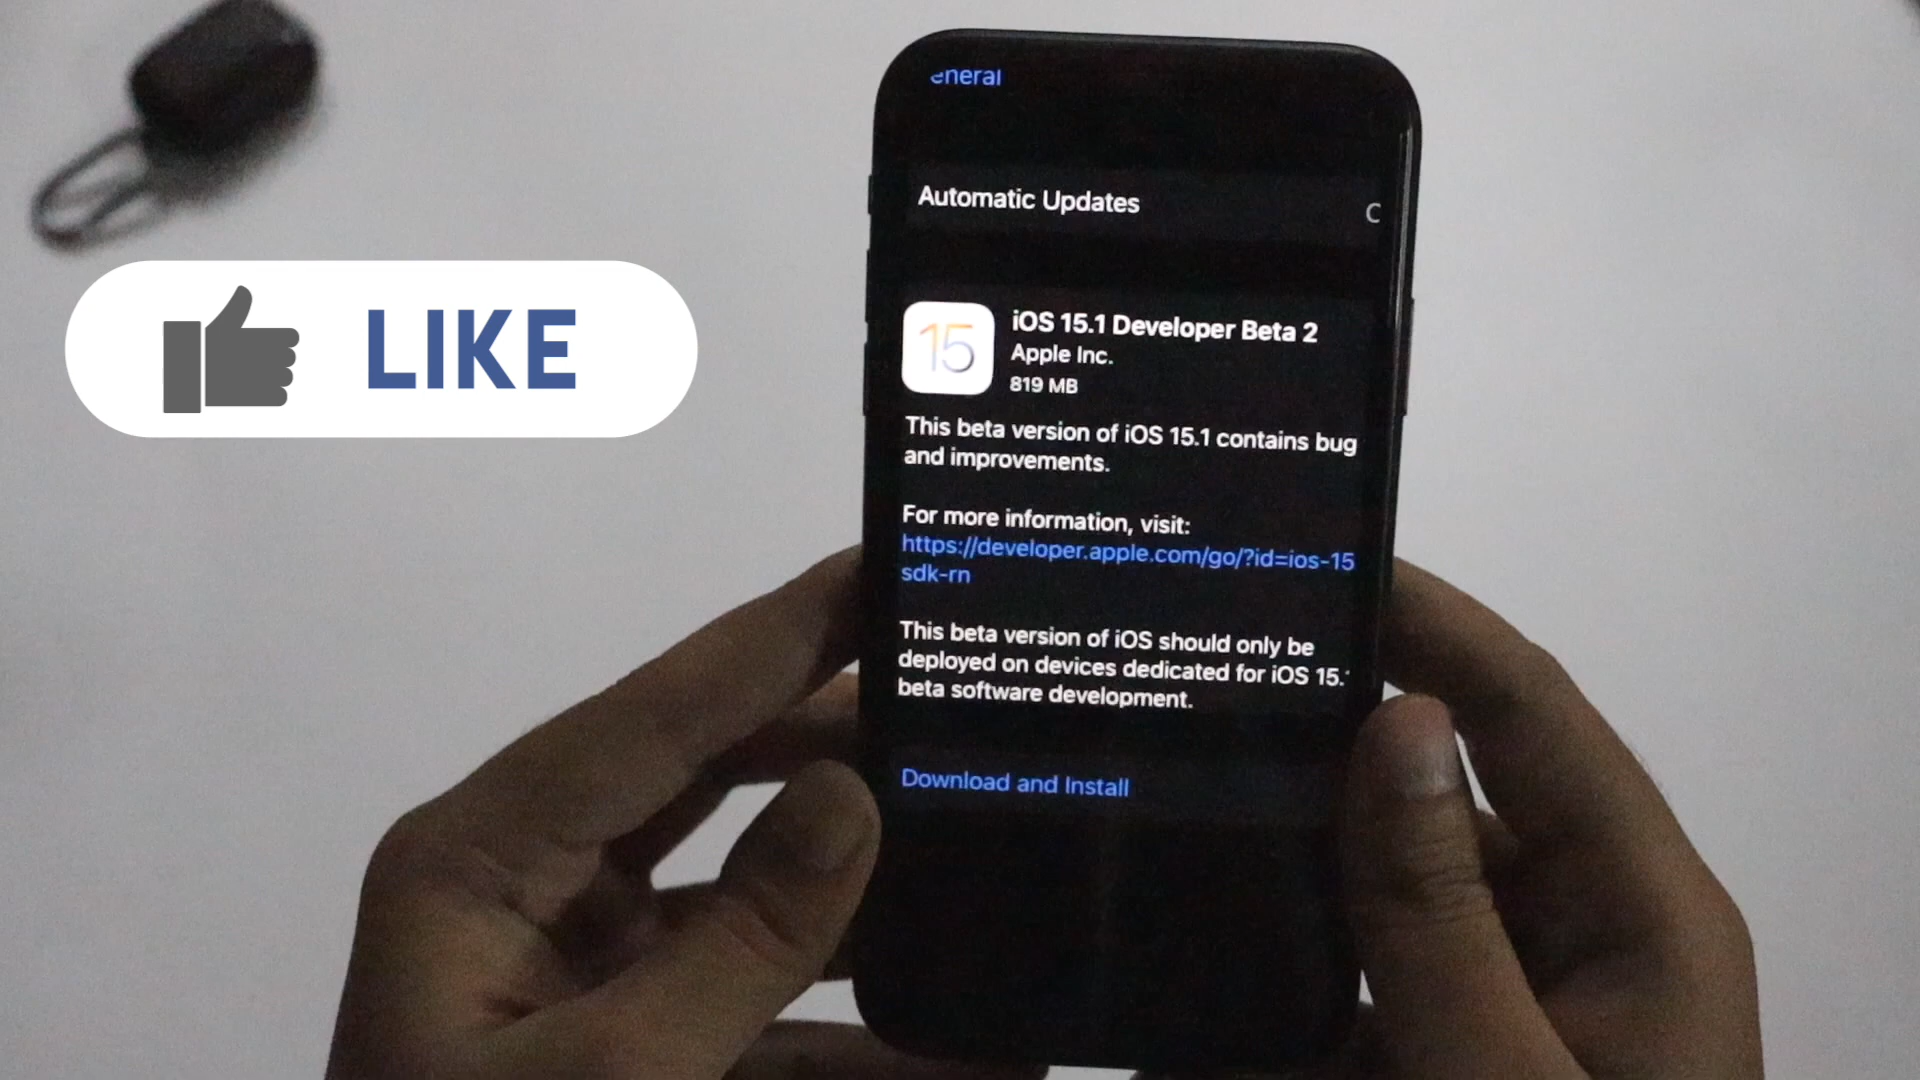 eneral
Automatic Updates
LIKE
15
iOS 15.1 Developer Beta 2
Apple Inc.
819 MB
This beta version of iOS 15.1 contains bug
and improvements.
For more information, visit:
https://developer.apple.com/go/?id=ios-15
sdk-rn
This beta version of iOS should only be
deployed on devices dedicated for iOS 15.
beta software development.
Download and Install